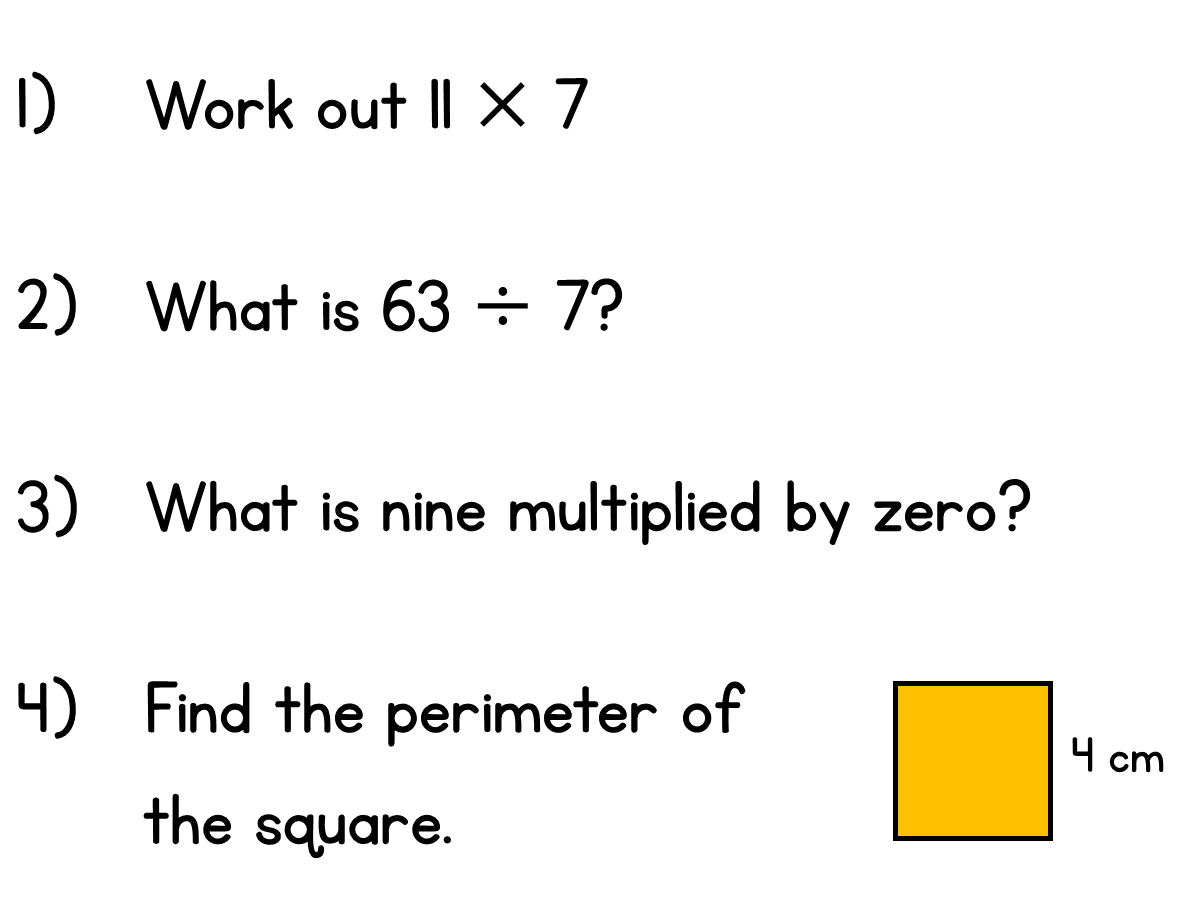 1) Work out 11 × 7
2) What is 63 ÷ 7?
3) What is nine multiplied by zero?
4) Find the perimeter of
the square.
4 cm